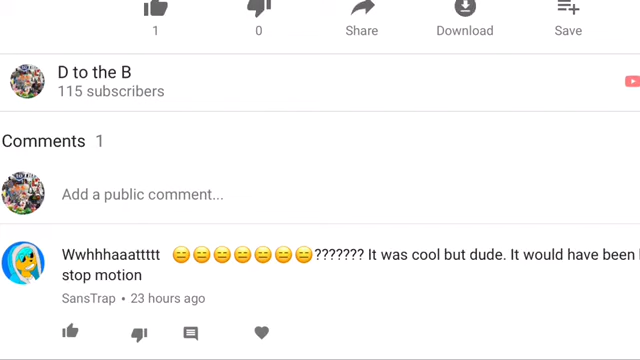 1 0 Share Download Save
D to the B
115 subscribers
Comments 1
Add a public comment...
Wwhhhaaattttt 😑😑😑😑😑😑😑??????? It was cool but dude. It would have been
stop motion
SansTrap • 23 hours ago